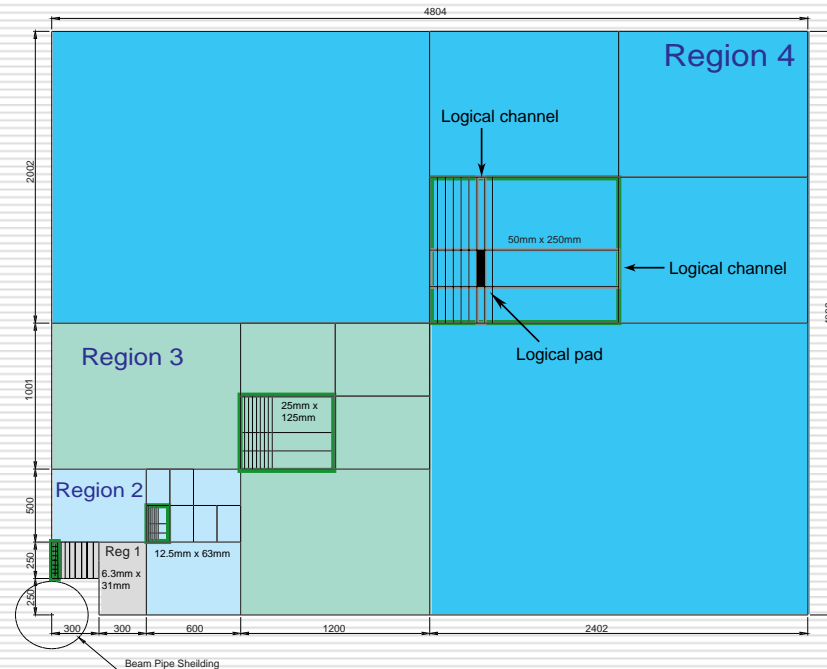 4804
Region 4
Logical channel
2002
50mm x 250mm
Logical channel
Logical pad
Region 3
1001
25mm x
125mm
Region 2
500
Reg 1
12.5mm x 63mm
250
6.3mm x
31mm
250
300
300
600
1200
2402
Beam Pipe Sheilding